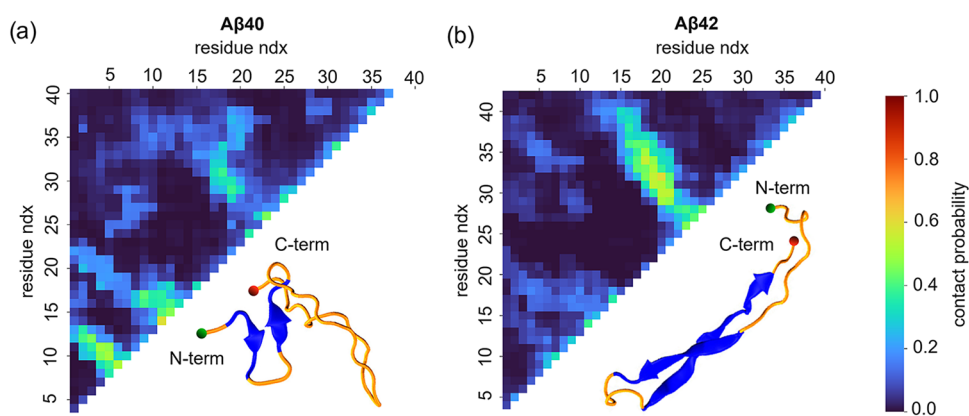 (a)
Aβ40
residue ndx
5 10 15 20 25 30 35 40
residue ndx
40
35
30
25
20
15
10
5
C-term
N-term
(b)
Aβ42
residue ndx
5 10 15 20 25 30 35 40
residue ndx
40
35
30
25
20
15
10
5
N-term
C-term
1.0
0.8
0.6
0.4
0.2
0.0
contact probability